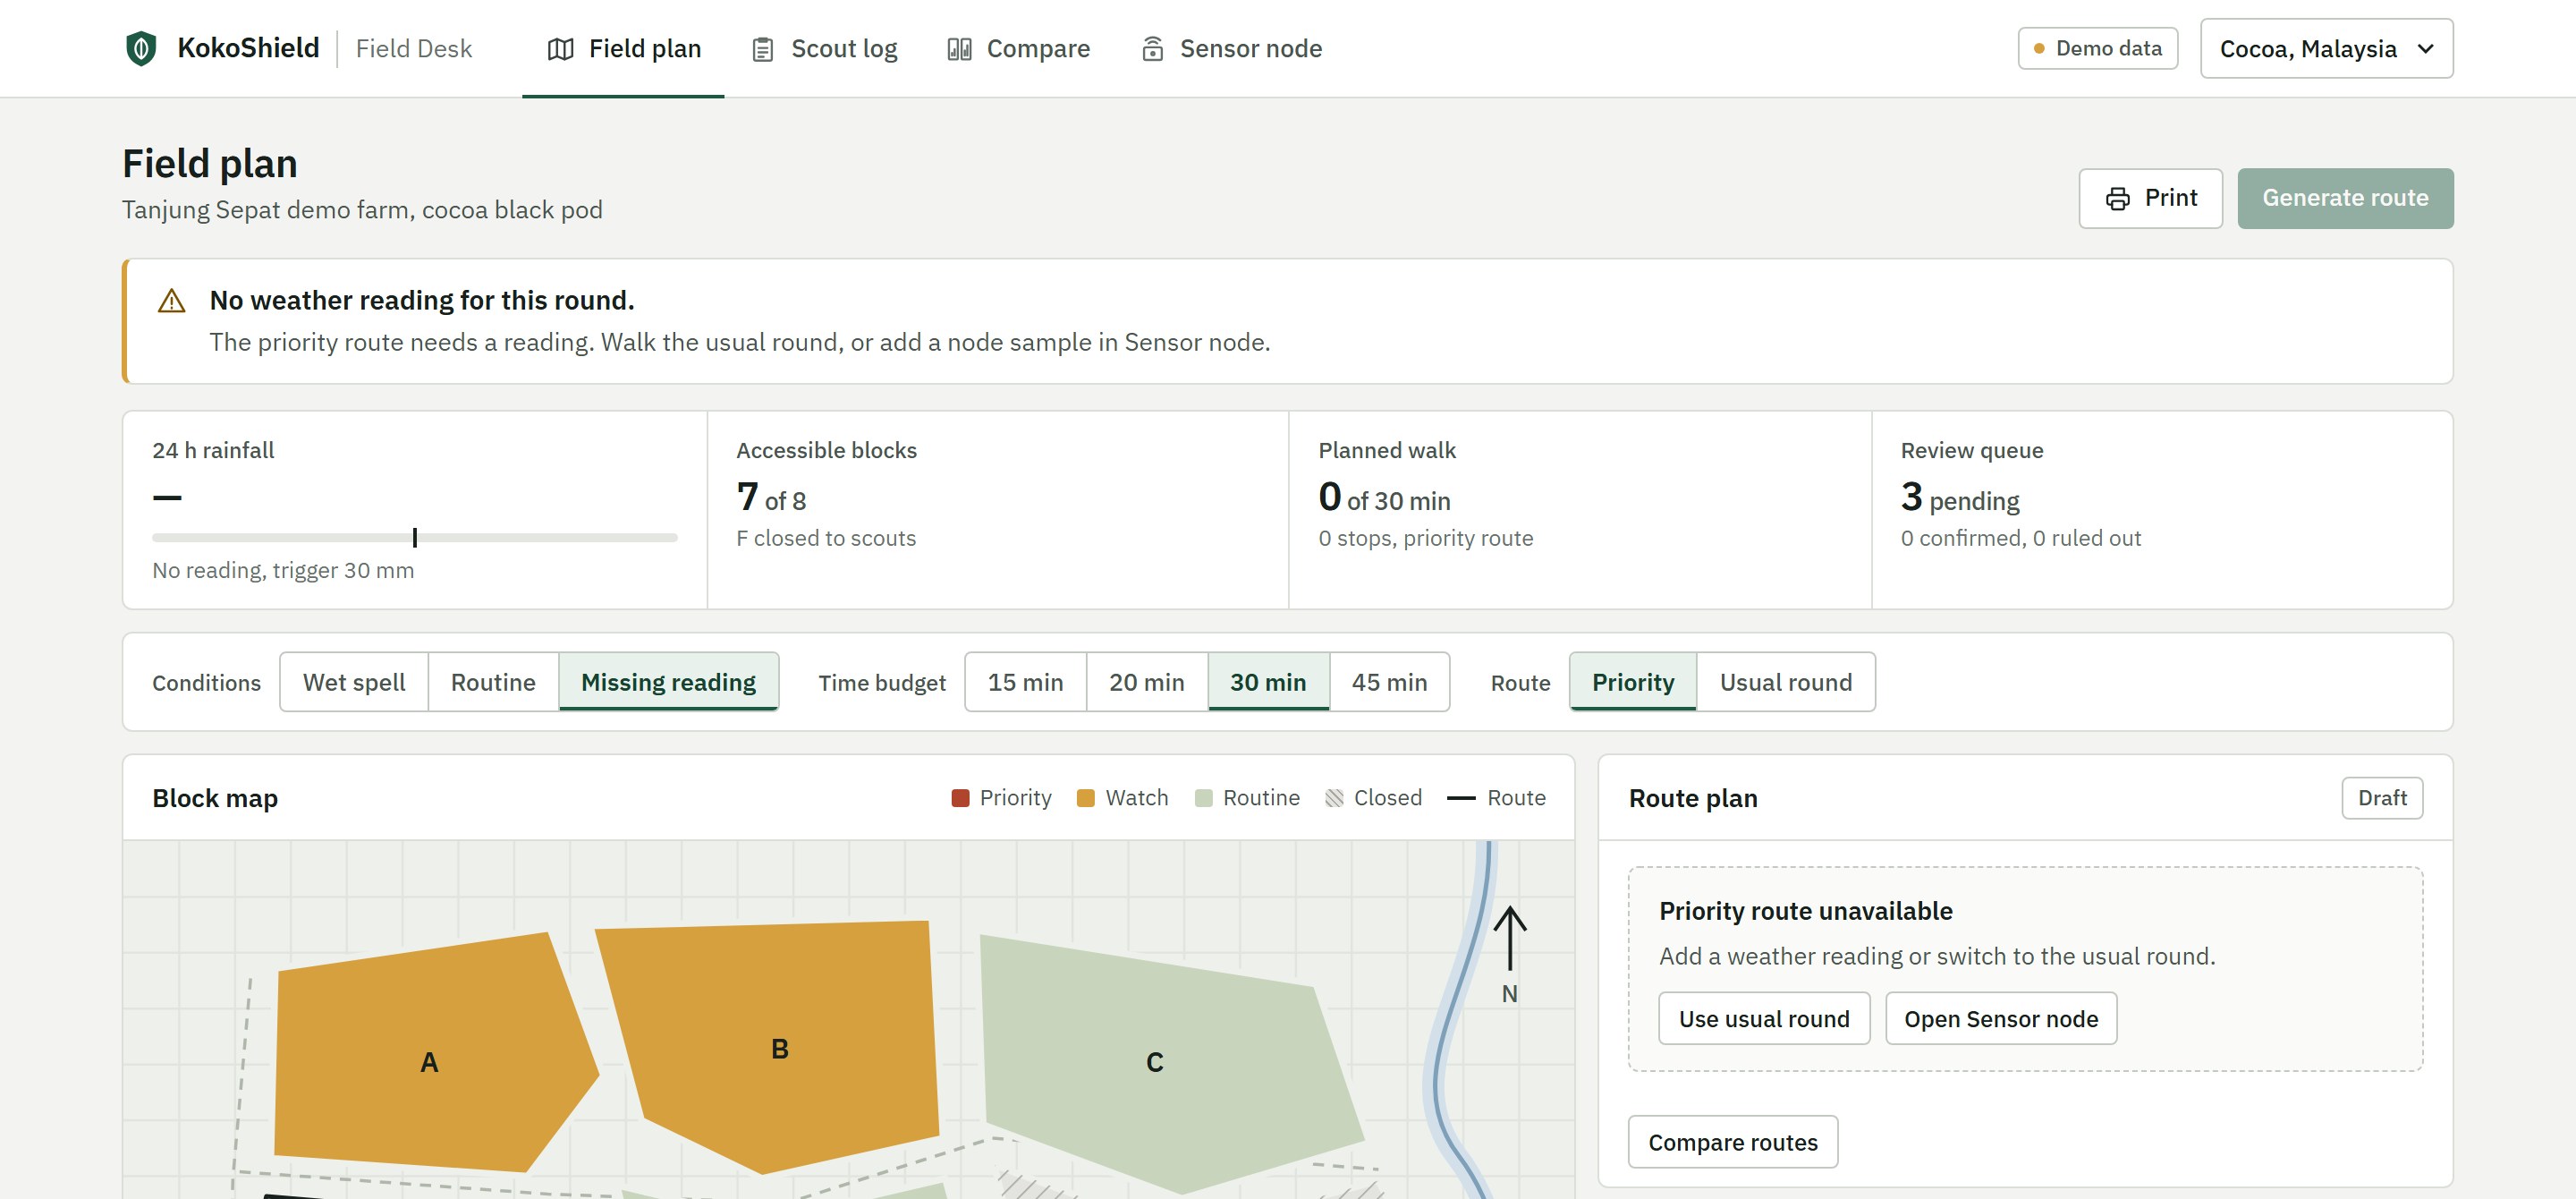 KokoShield
Field Desk
Field plan
Scout log
Compare
Sensor node
Demo data
Cocoa, Malaysia
Field plan
Tanjung Sepat demo farm, cocoa black pod
Print
Generate route
No weather reading for this round.
The priority route needs a reading. Walk the usual round, or add a node sample in Sensor node.
24 h rainfall
—
No reading, trigger 30 mm
Accessible blocks
7 of 8
F closed to scouts
Planned walk
0 of 30 min
0 stops, priority route
Review queue
3 pending
0 confirmed, 0 ruled out
Conditions
Wet spell
Routine
Missing reading
Time budget
15 min
20 min
30 min
45 min
Route
Priority
Usual round
Block map
Priority
Watch
Routine
Closed
Route
A
B
C
N
Route plan
Draft
Priority route unavailable
Add a weather reading or switch to the usual round.
Use usual round
Open Sensor node
Compare routes